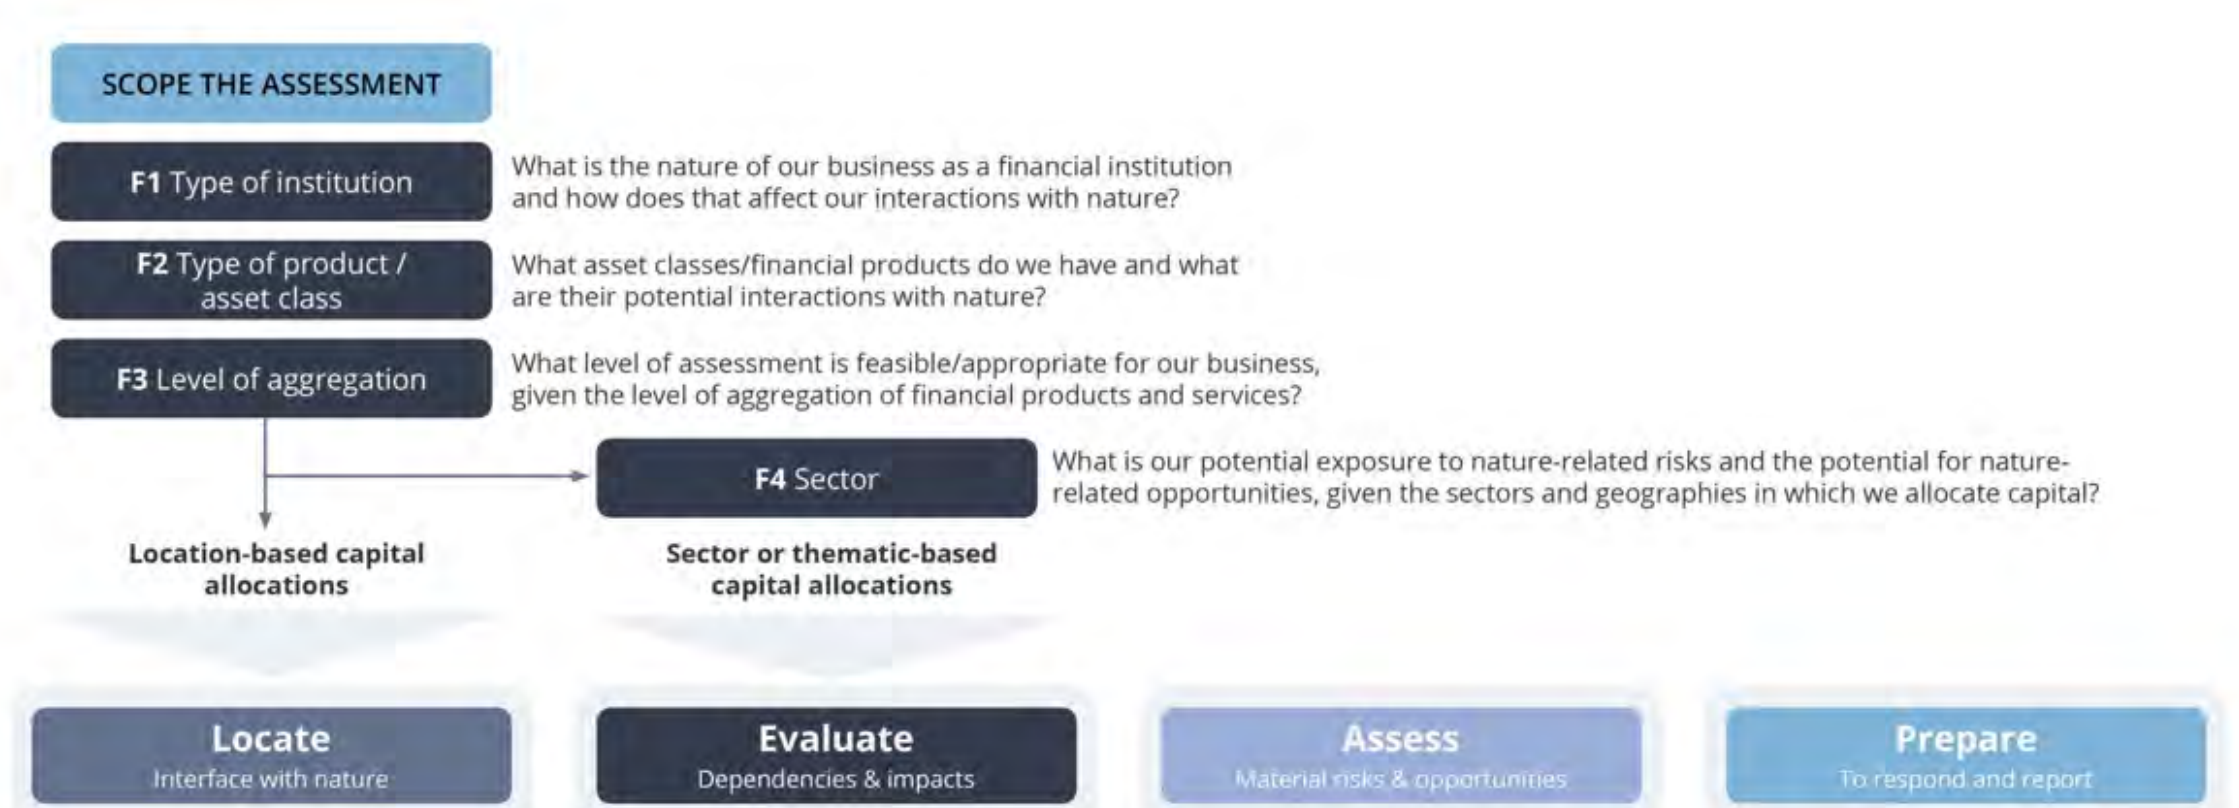 SCOPE THE ASSESSMENT
F1 Type of institution
What is the nature of our business as a financial institution
and how does that affect our interactions with nature?
F2 Type of product /
asset class
What asset classes/financial products do we have and what
are their potential interactions with nature?
F3 Level of aggregation
What level of assessment is feasible/appropriate for our business,
given the level of aggregation of financial products and services?
F4 Sector
What is our potential exposure to nature-related risks and the potential for nature-
related opportunities, given the sectors and geographies in which we allocate capital?
Location-based capital
allocations
Sector or thematic-based
capital allocations
Locate
Interface with nature
Evaluate
Dependencies & impacts
Assess
Material risks & opportunities
Prepare
To respond and report